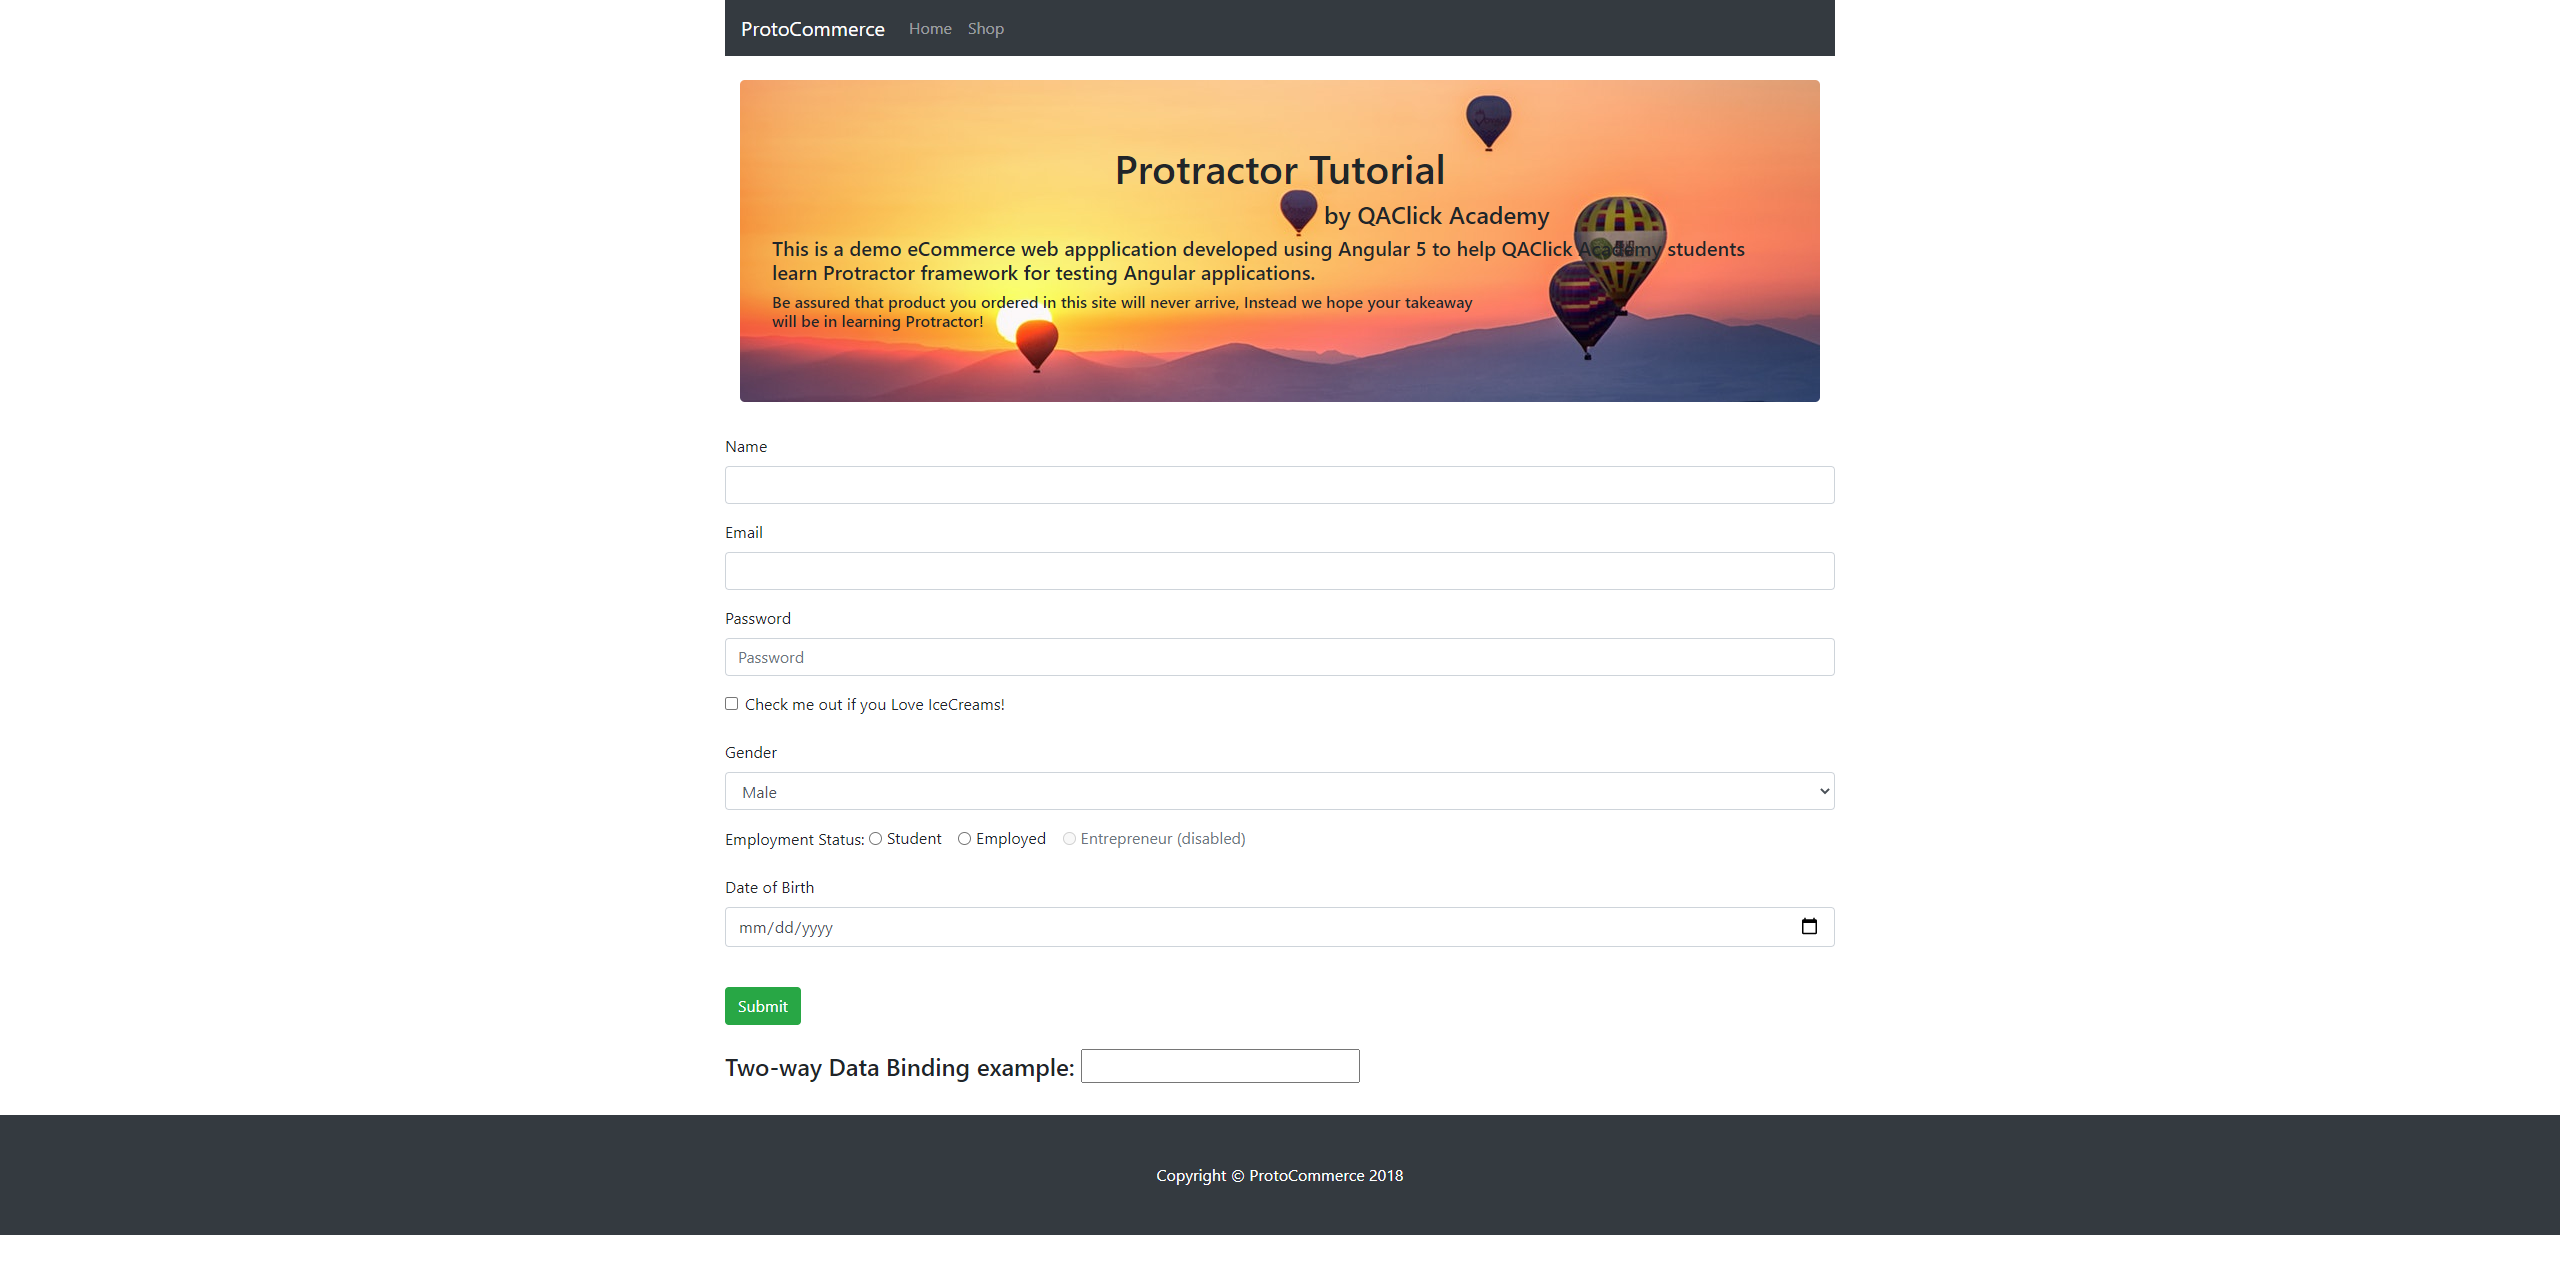 ProtoCommerce Home Shop
Protractor Tutorial
by QAClick Academy
This is a demo eCommerce web appplication developed using Angular 5 to help QAClick Academy students
learn Protractor framework for testing Angular applications.
Be assured that product you ordered in this site will never arrive, Instead we hope your takeaway
will be in learning Protractor!
Name
Email
Password
Password
Check me out if you Love IceCreams!
Gender
Male
Employment Status: Student Employed Entrepreneur (disabled)
Date of Birth
mm/dd/yyyy
Submit
Two-way Data Binding example:
Copyright © ProtoCommerce 2018